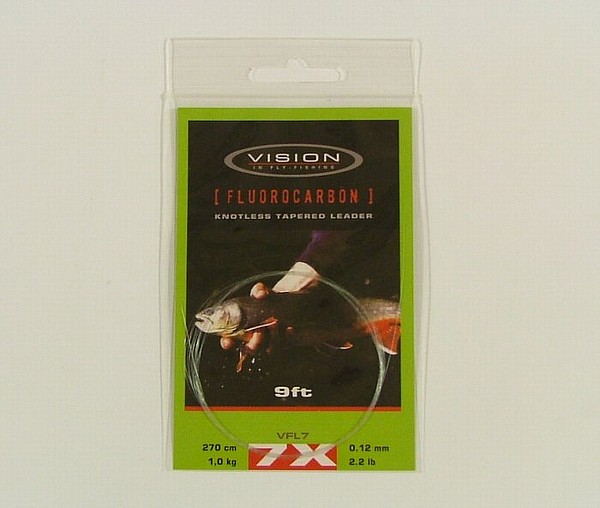 VISION
IN FLY-FISHING
[ FLUOROCARBON ]
KNOTLESS TAPERED LEADER
9ft
VFL7
270 cm 7X 0.12 mm
1,0 kg 2.2 lb